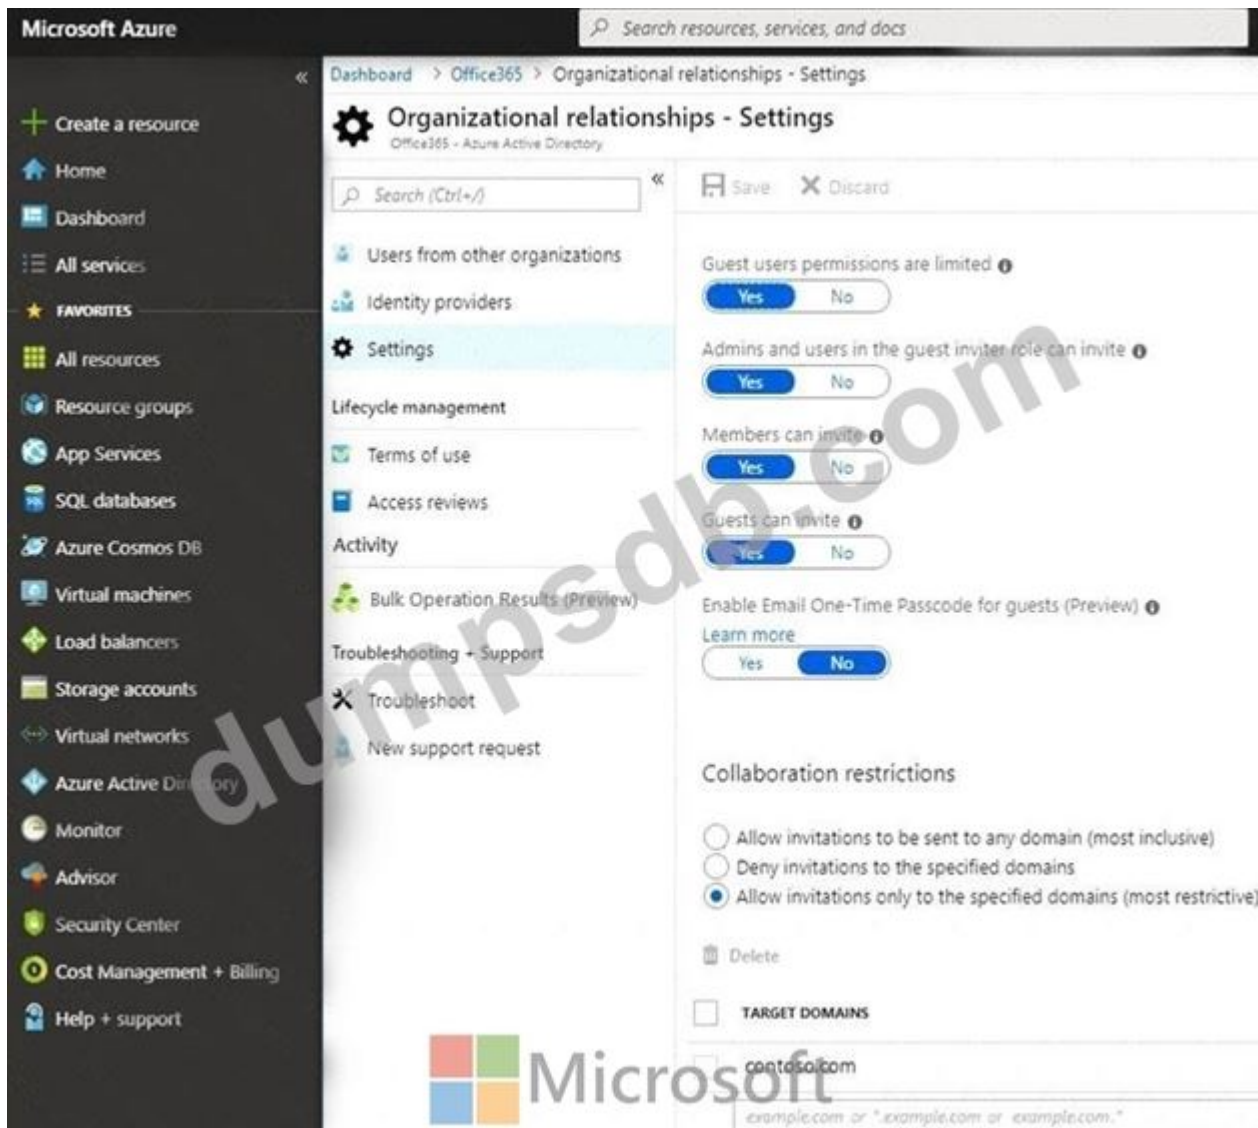 Microsoft Azure
Search resources, services, and docs
«
Create a resource
Home
Dashboard
All services
FAVORITES
All resources
Resource groups
App Services
SQL databases
Azure Cosmos DB
Virtual machines
Load balancers
Storage accounts
Virtual networks
Azure Active Directory
Monitor
Advisor
Security Center
Cost Management + Billing
Help + support
Dashboard > Office365 > Organizational relationships - Settings
Organizational relationships - Settings
Office365 - Azure Active Directory
Search (Ctrl+/)
«
Users from other organizations
Identity providers
Settings
Lifecycle management
Terms of use
Access reviews
Activity
Bulk Operation Results (Preview)
Troubleshooting + Support
Troubleshoot
New support request
Save Discard
Guest users permissions are limited
Yes No
Admins and users in the guest inviter role can invite
Yes No
Members can invite
Yes No
Guests can invite
Yes No
Enable Email One-Time Passcode for guests (Preview)
Learn more
Yes No
Collaboration restrictions
Allow invitations to be sent to any domain (most inclusive)
Deny invitations to the specified domains
Allow invitations only to the specified domains (most restrictive)
Delete
TARGET DOMAINS
contoso.com
example.com or *.example.com or example.com.*
dumpsdb.com
Microsoft